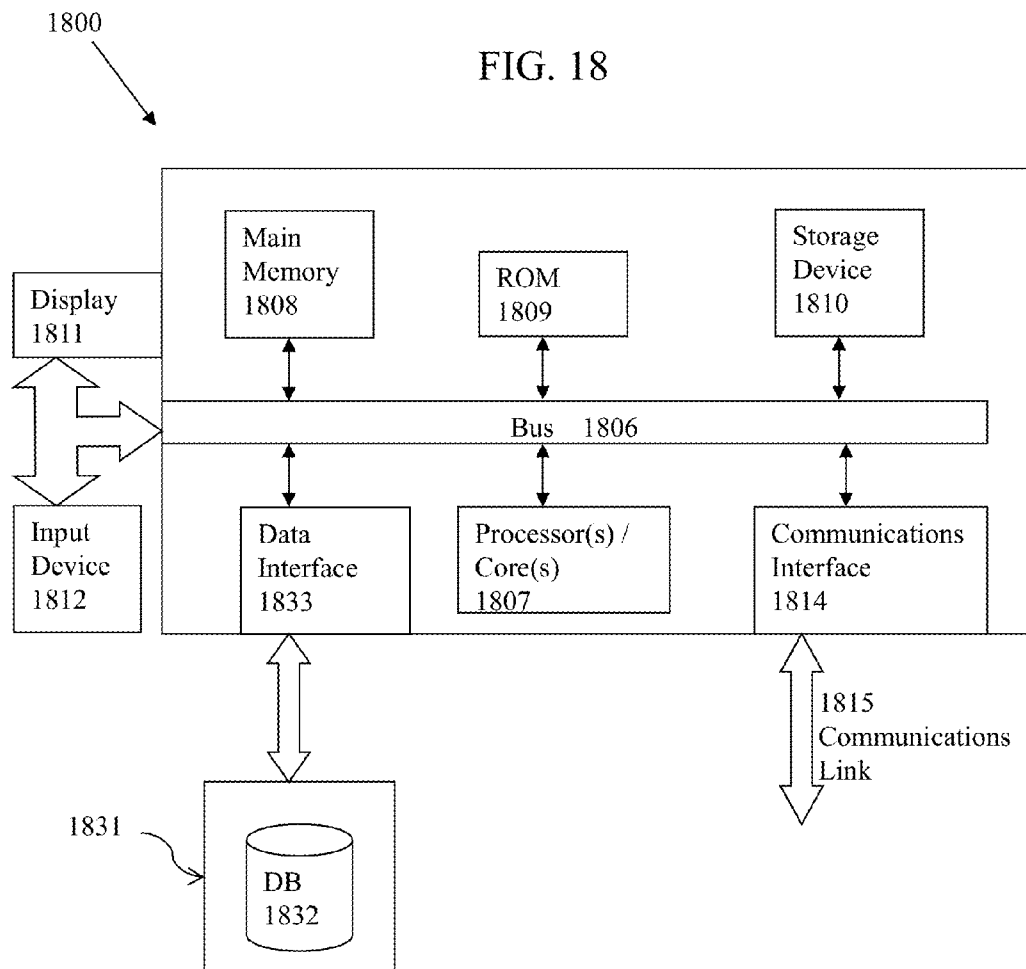 1800
FIG. 18
Main
Memory
1808
ROM
1809
Storage
Device
1810
Display
1811
Bus 1806
Input
Device
1812
Data
Interface
1833
Processor(s) /
Core(s)
1807
Communications
Interface
1814
1815
Communications
Link
1831
DB
1832